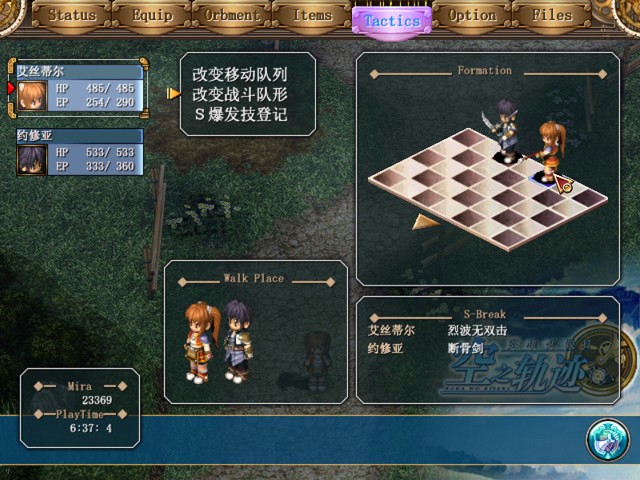 Status Equip Orbment Items Tactics Option Files
艾丝蒂尔
HP 485/ 485
EP 254/ 290
约修亚
HP 533/ 533
EP 333/ 360
改变移动队列
改变战斗队形
S爆发技登记
Formation
Walk Place
S-Break
艾丝蒂尔 烈波无双击
约修亚 断骨剑
空之轨迹
Mira
23369
PlayTime
6:37: 4